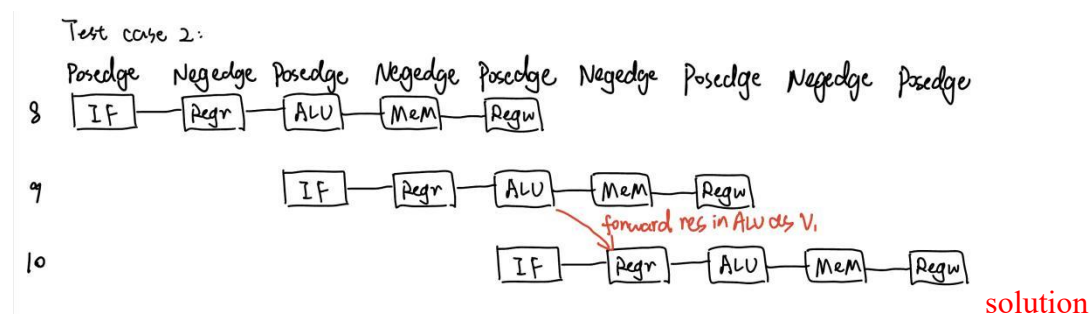 Test case 2:
Posedge Negedge Posedge Negedge Posedge Negedge Posedge Negedge Posedge
8 IF Regr ALU MeM Regw
9 IF Regr ALU MeM Regw
forward res in ALU as V1
10 IF Regr ALU MeM Regw
solution